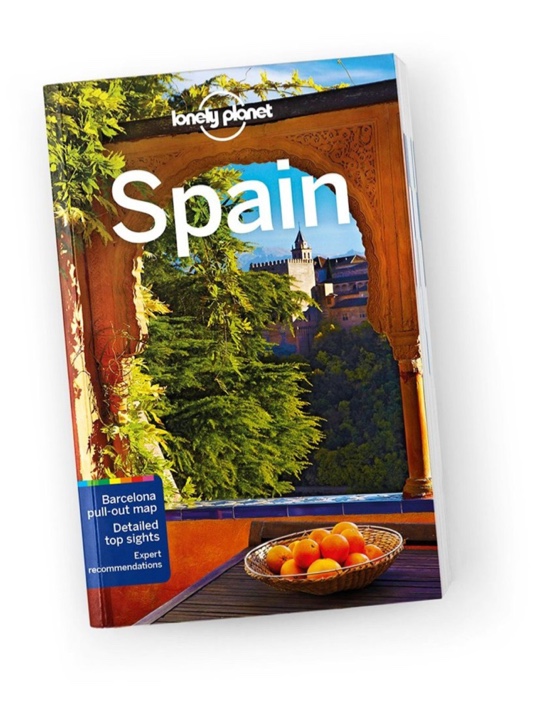 lonely planet
Spain
Barcelona
pull-out map
Detailed
top sights
Expert
recommendations